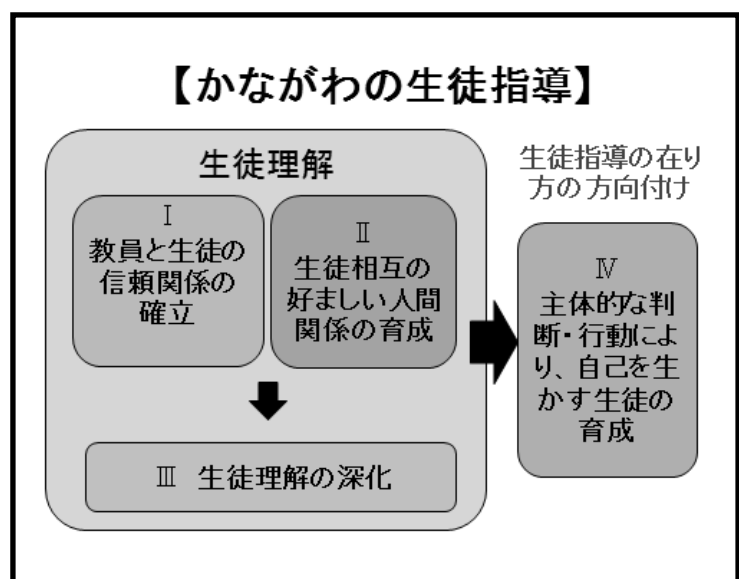 【かながわの生徒指導】
生徒理解
Ⅰ
教員と生徒の
信頼関係の
確立
Ⅱ
生徒相互の
好ましい人間
関係の育成
Ⅲ 生徒理解の深化
生徒指導の在り
方の方向付け
Ⅳ
主体的な判
断・行動によ
り、自己を生
かす生徒の
育成